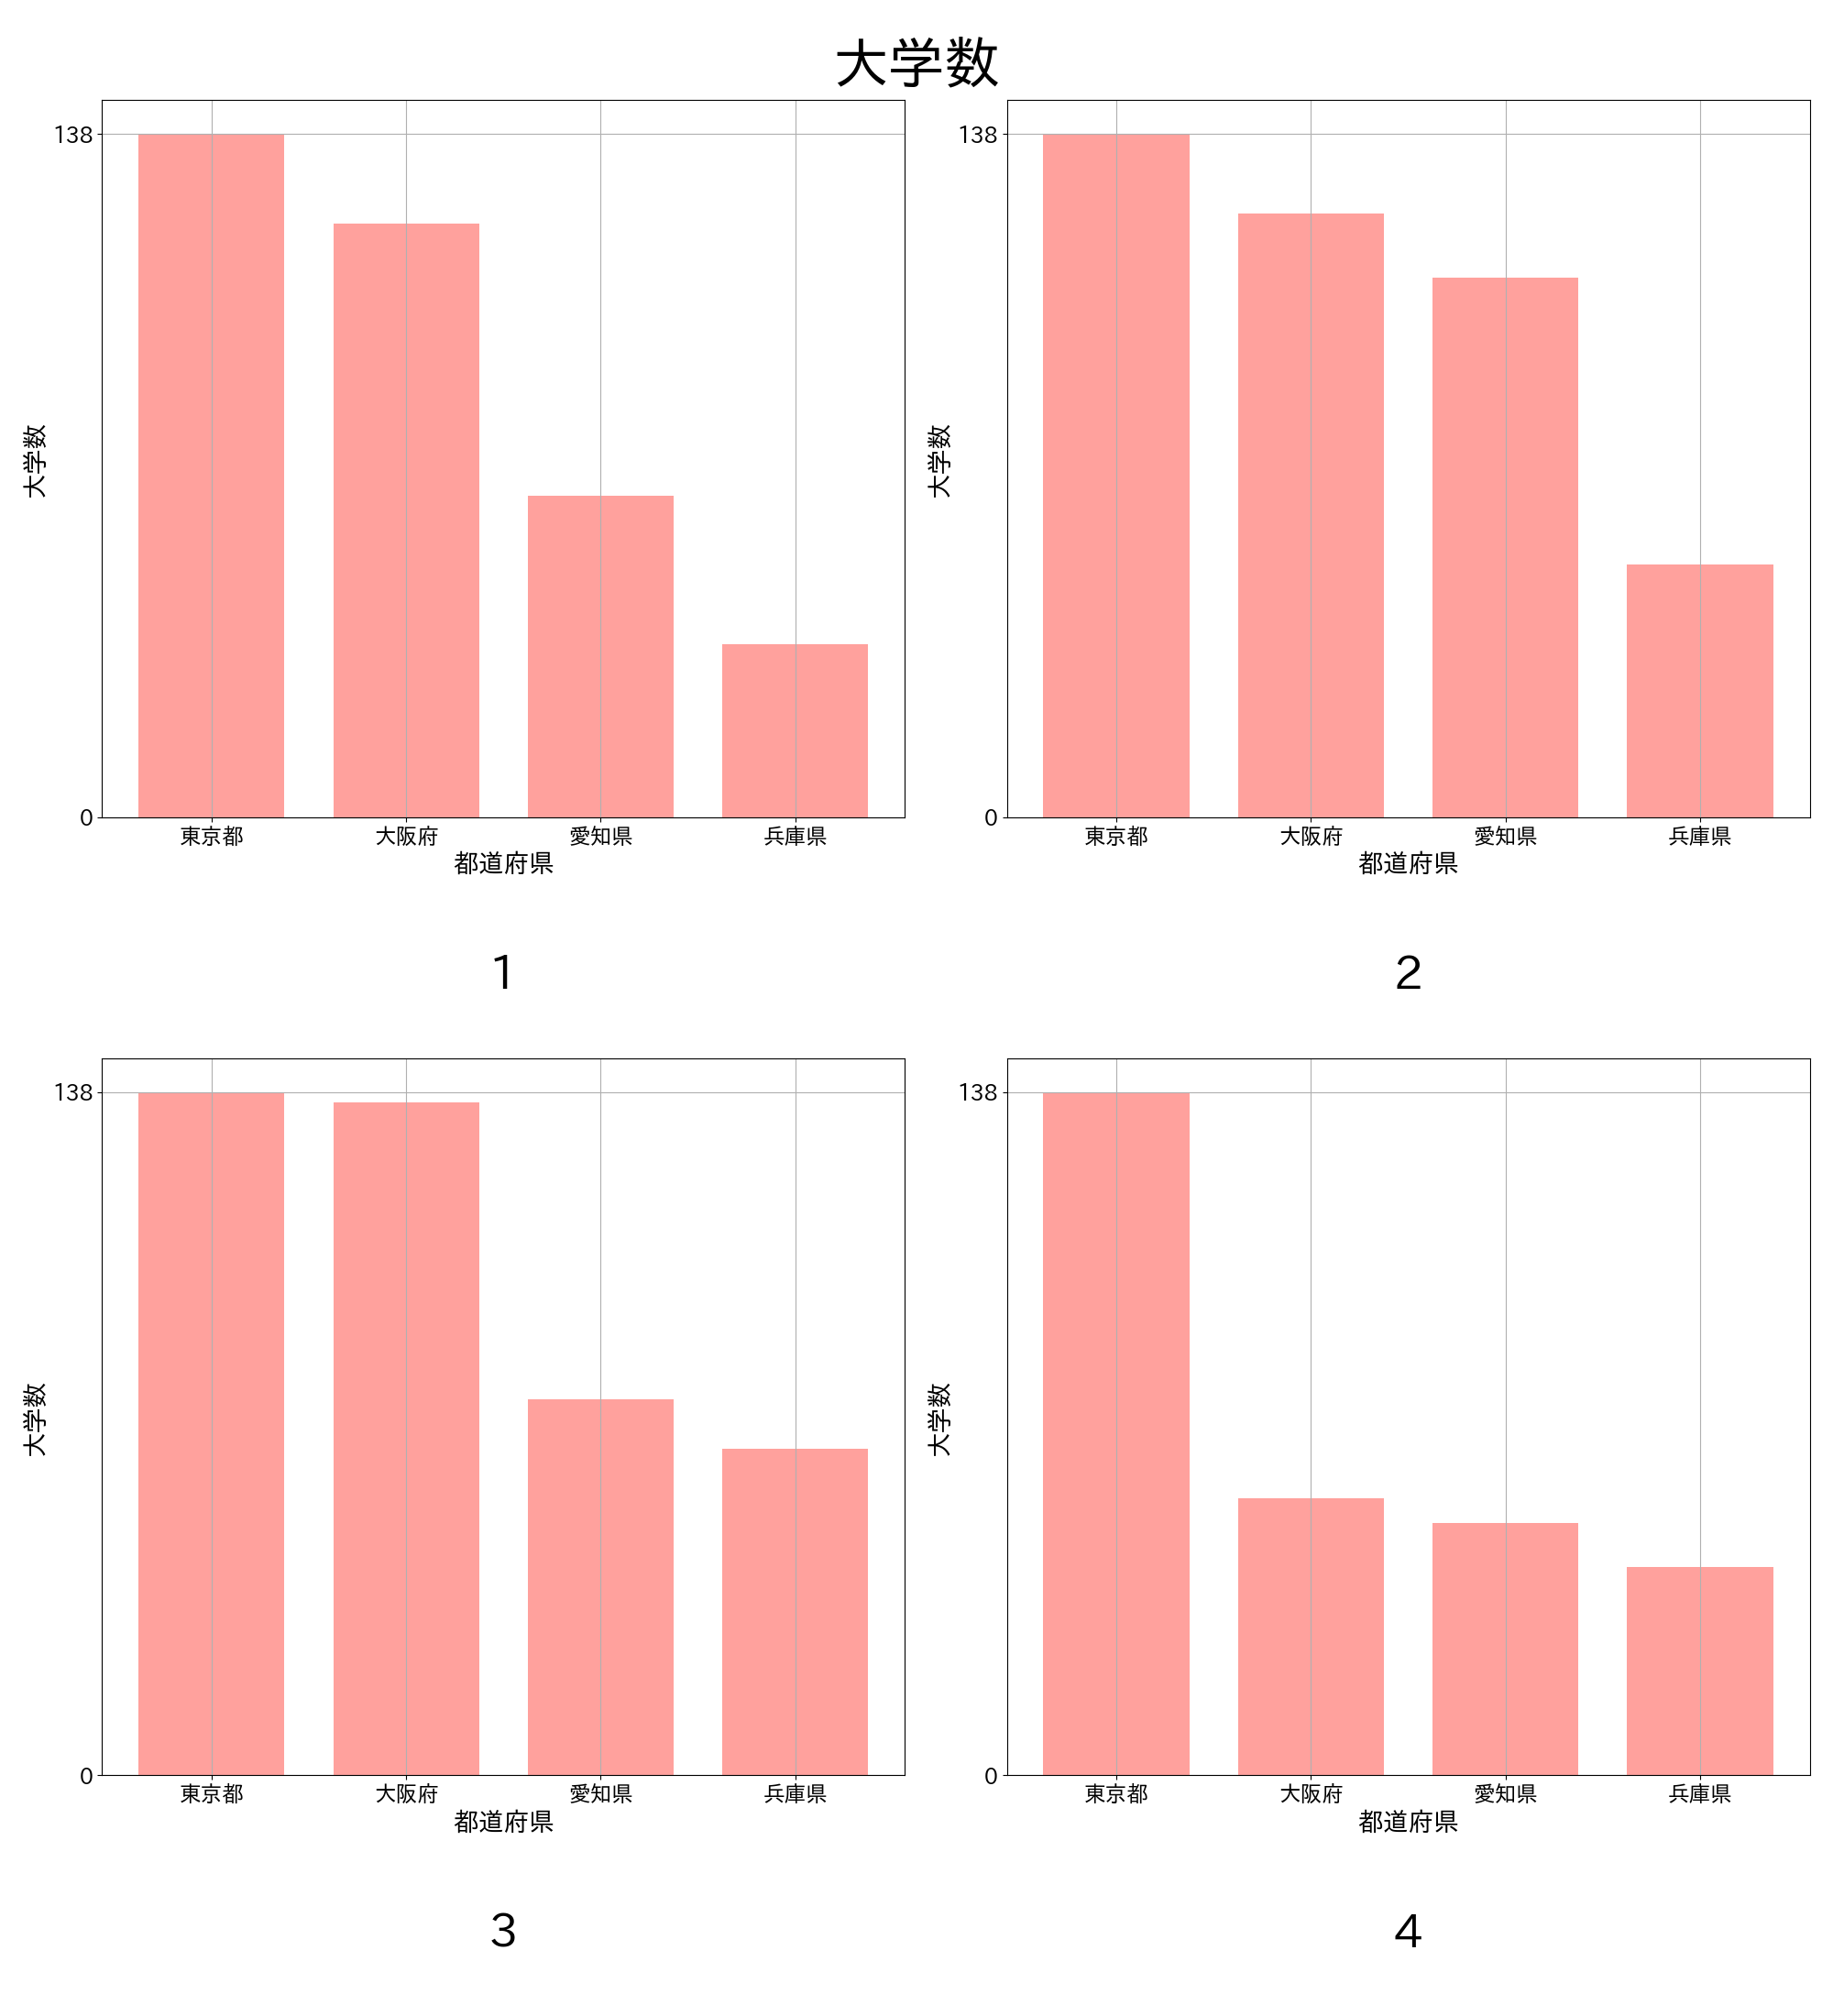 大学数
138
0
大学数
東京都 大阪府 愛知県 兵庫県
都道府県
1
138
0
大学数
東京都 大阪府 愛知県 兵庫県
都道府県
2
138
0
大学数
東京都 大阪府 愛知県 兵庫県
都道府県
3
138
0
大学数
東京都 大阪府 愛知県 兵庫県
都道府県
4